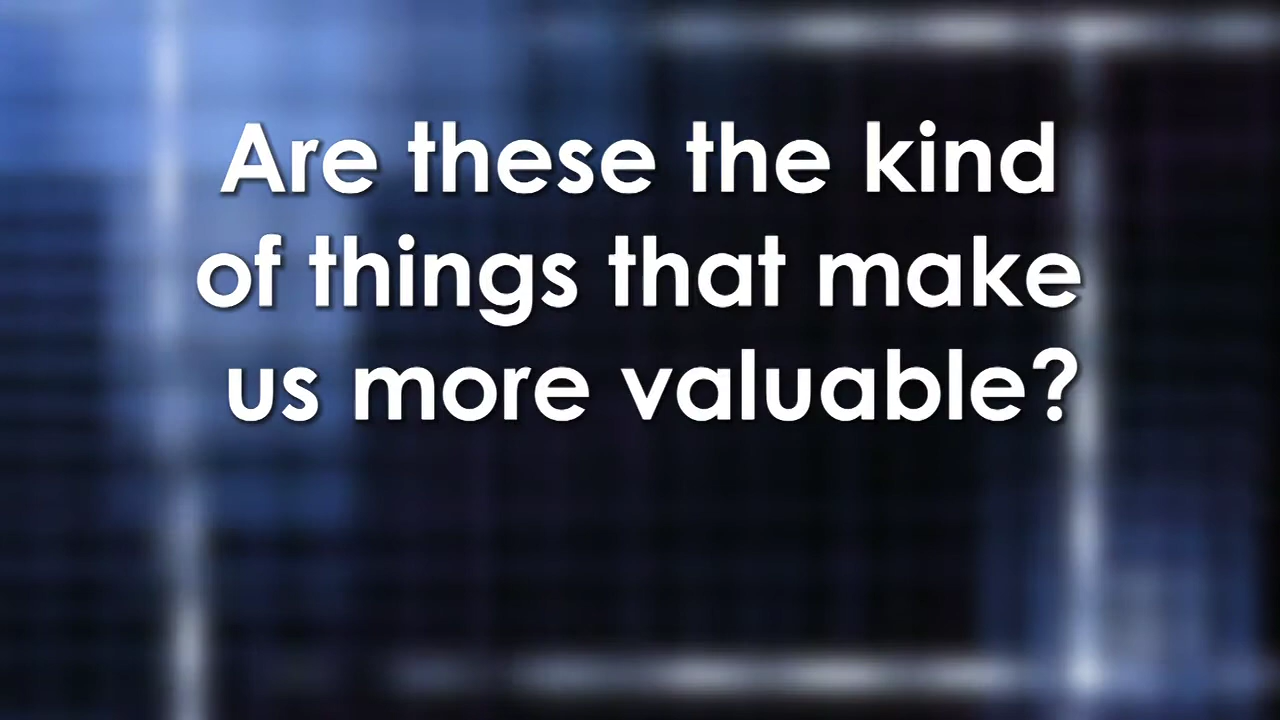 Are these the kind
of things that make
us more valuable?